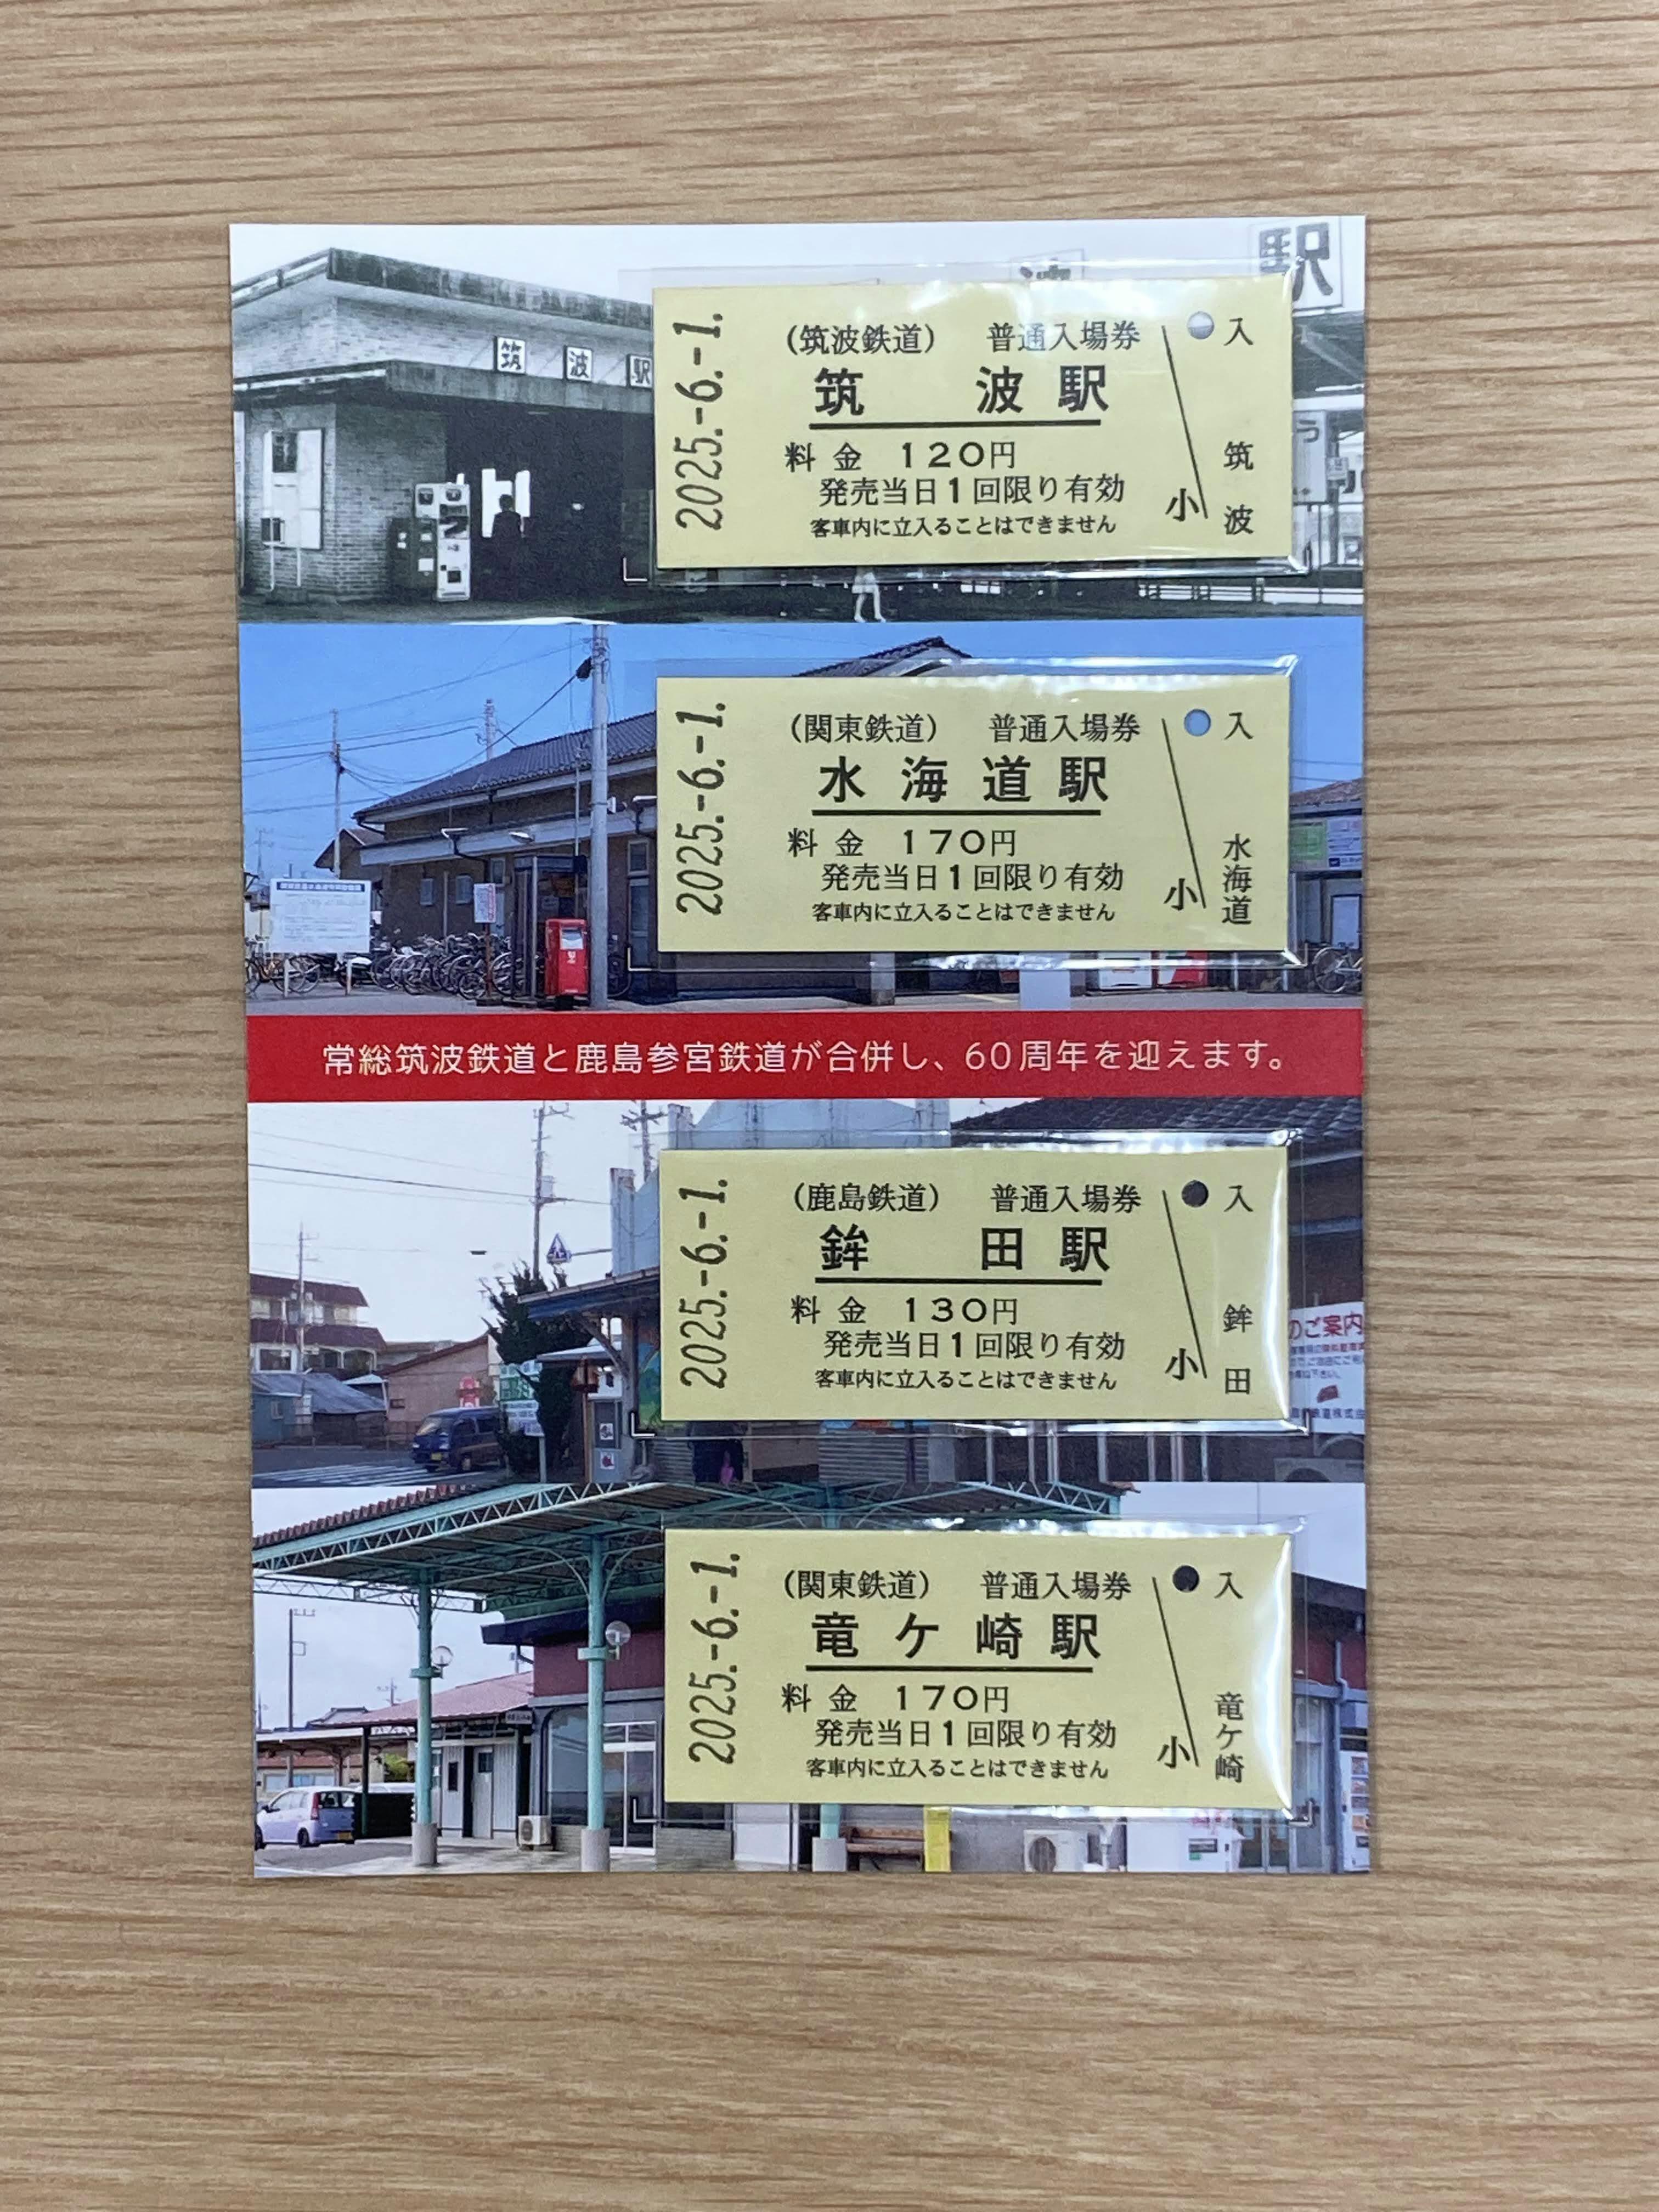 駅
筑波駅
2025.-6.-1.
(筑波鉄道) 普通入場券
筑波駅
料金 120円
発売当日1回限り有効
客車内に立入ることはできません
小
入
筑波
2025.-6.-1.
(関東鉄道) 普通入場券
水海道駅
料金 170円
発売当日1回限り有効
客車内に立入ることはできません
小
入
水海道
常総筑波鉄道と鹿島参宮鉄道が合併し、60周年を迎えます。
2025.-6.-1.
(鹿島鉄道) 普通入場券
鉾田駅
料金 130円
発売当日1回限り有効
客車内に立入ることはできません
小
入
鉾田
のご案内
2025.-6.-1.
(関東鉄道) 普通入場券
竜ケ崎駅
料金 170円
発売当日1回限り有効
客車内に立入ることはできません
小
入
竜ケ崎